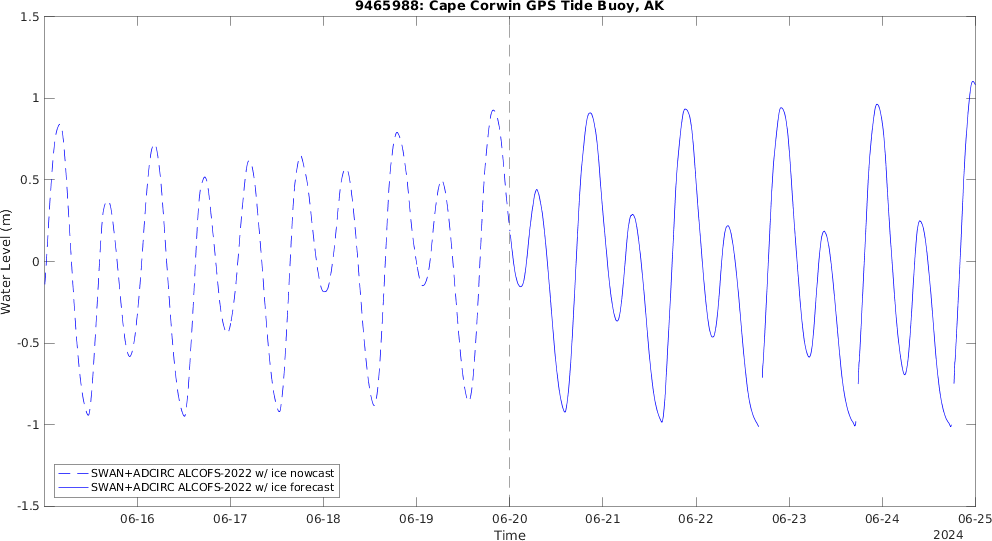 9465988: Cape Corwin GPS Tide Buoy, AK
1.5
1
0.5
0
-0.5
-1
-1.5
Water Level (m)
SWAN+ADCIRC ALCOFS-2022 w/ ice nowcast
SWAN+ADCIRC ALCOFS-2022 w/ ice forecast
06-16 06-17 06-18 06-19 06-20 06-21 06-22 06-23 06-24 06-25
Time
2024